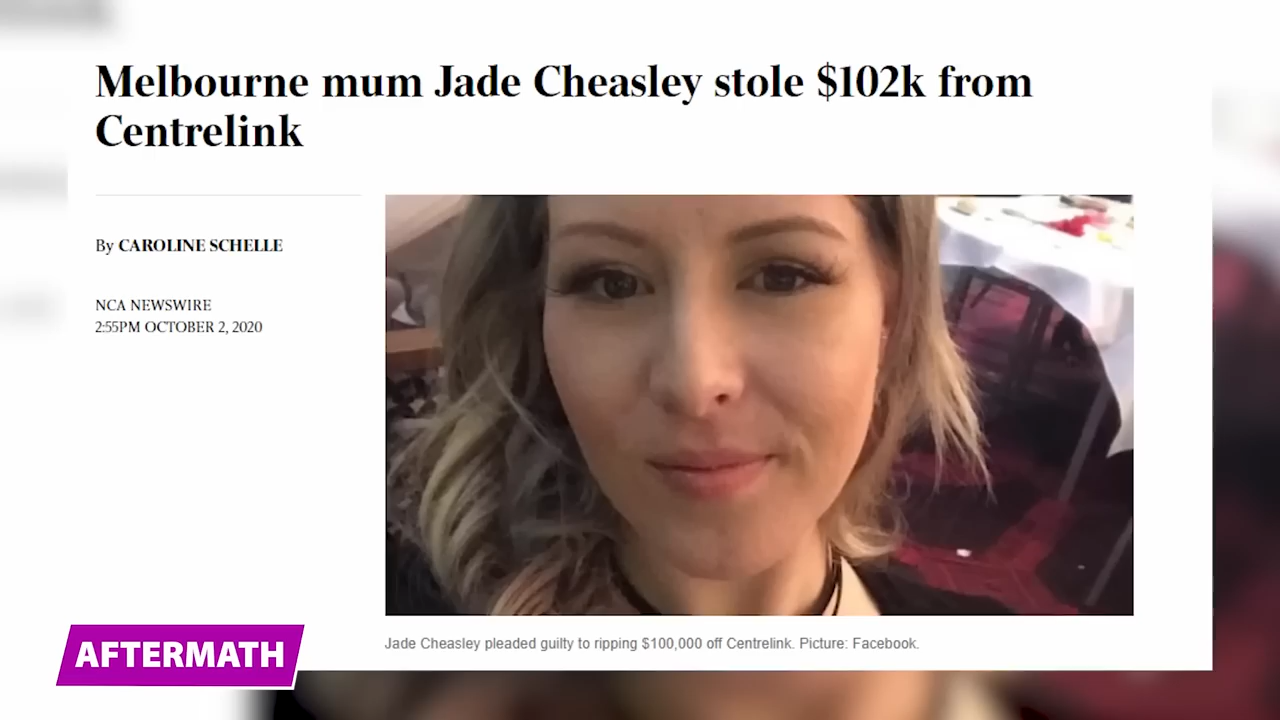 Melbourne mum Jade Cheasley stole $102k from
Centrelink
By CAROLINE SCHELLE
NCA NEWSWIRE
2:55PM OCTOBER 2, 2020
Jade Cheasley pleaded guilty to ripping $100,000 off Centrelink. Picture: Facebook.
AFTERMATH